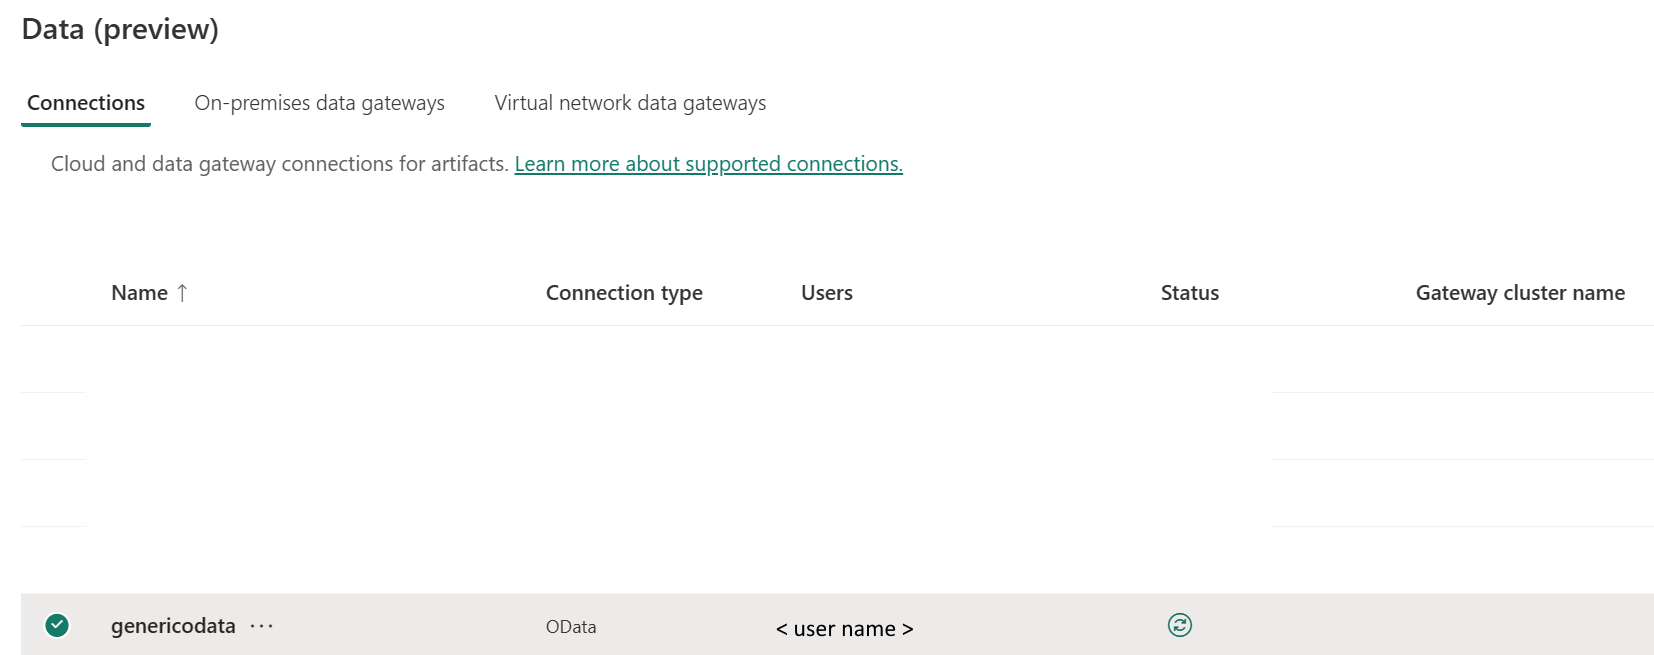 Data (preview)
Connections On-premises data gateways Virtual network data gateways
Cloud and data gateway connections for artifacts. Learn more about supported connections.
Name ↑ Connection type Users Status Gateway cluster name
genericodata ··· OData < user name >